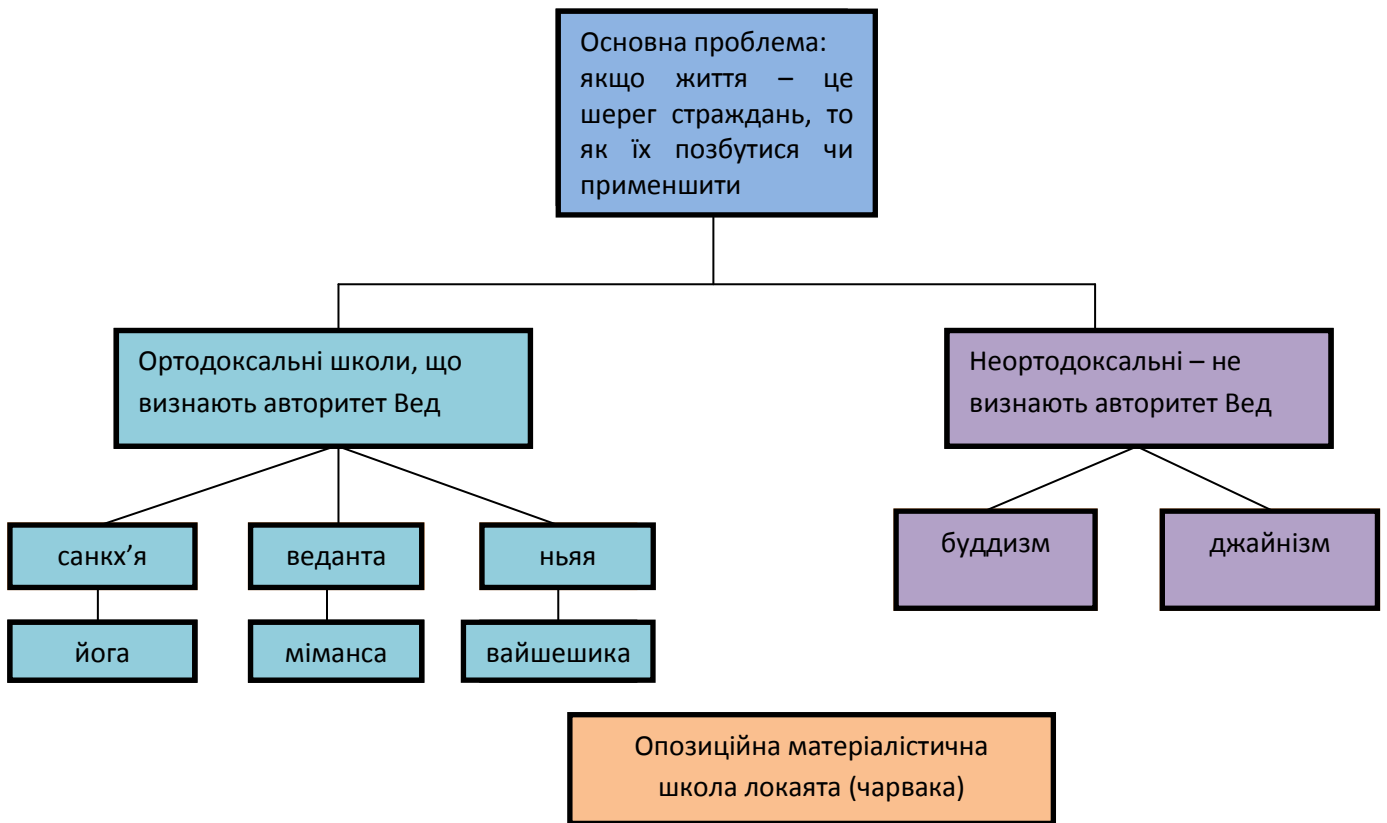 Основна проблема:
якщо життя – це
шерег страждань, то
як їх позбутися чи
применшити
Ортодоксальні школи, що
визнають авторитет Вед
Неортодоксальні – не
визнають авторитет Вед
санкх’я
веданта
ньяя
буддизм
джайнізм
йога
міманса
вайшешика
Опозиційна матеріалістична
школа локаята (чарвака)